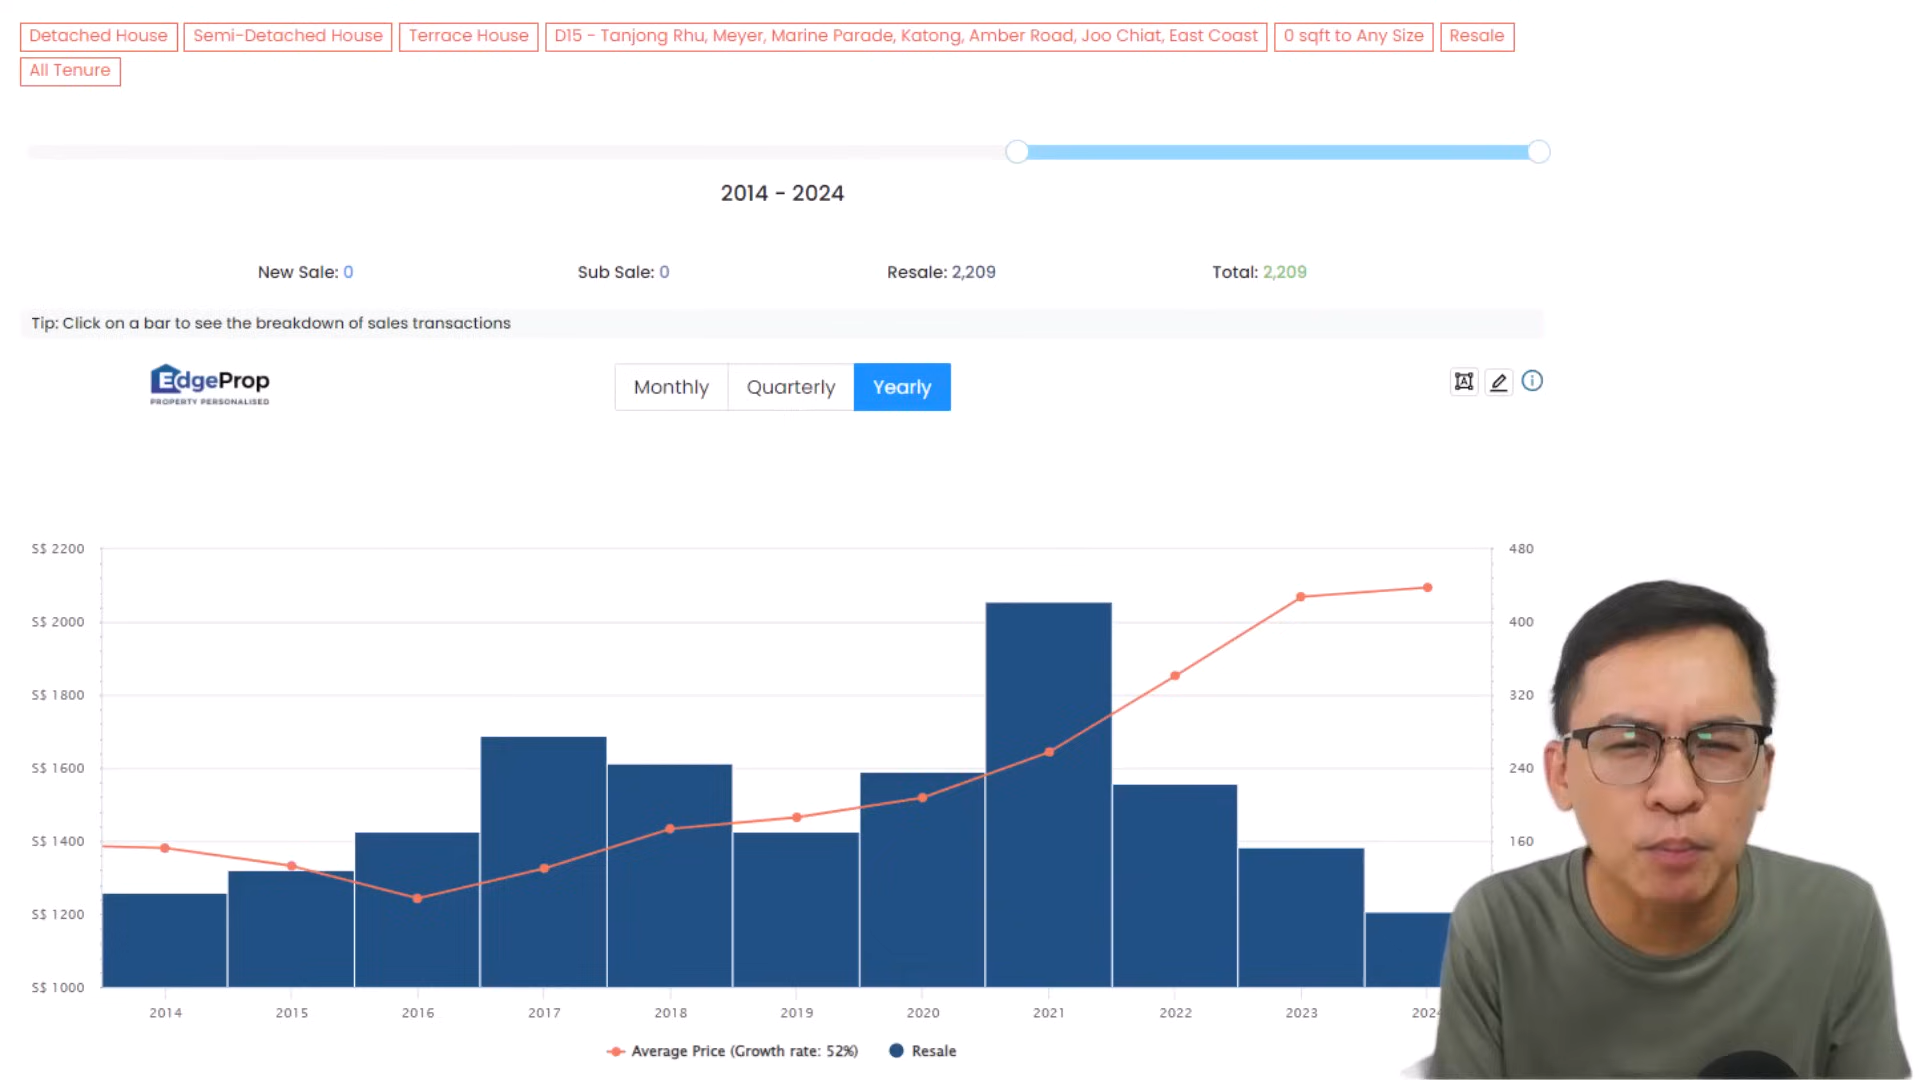 Detached House Semi-Detached House Terrace House D15 - Tanjong Rhu, Meyer, Marine Parade, Katong, Amber Road, Joo Chiat, East Coast 0 sqft to Any Size Resale
All Tenure
2014 - 2024
New Sale: 0 Sub Sale: 0 Resale: 2,209 Total: 2,209
Tip: Click on a bar to see the breakdown of sales transactions
EdgeProp
PROPERTY PERSONALISED
Monthly Quarterly Yearly
S$ 2200 480
S$ 2000 400
S$ 1800 320
S$ 1600 240
S$ 1400 160
S$ 1200
S$ 1000
2014 2015 2016 2017 2018 2019 2020 2021 2022 2023 2024
Average Price (Growth rate: 52%) Resale